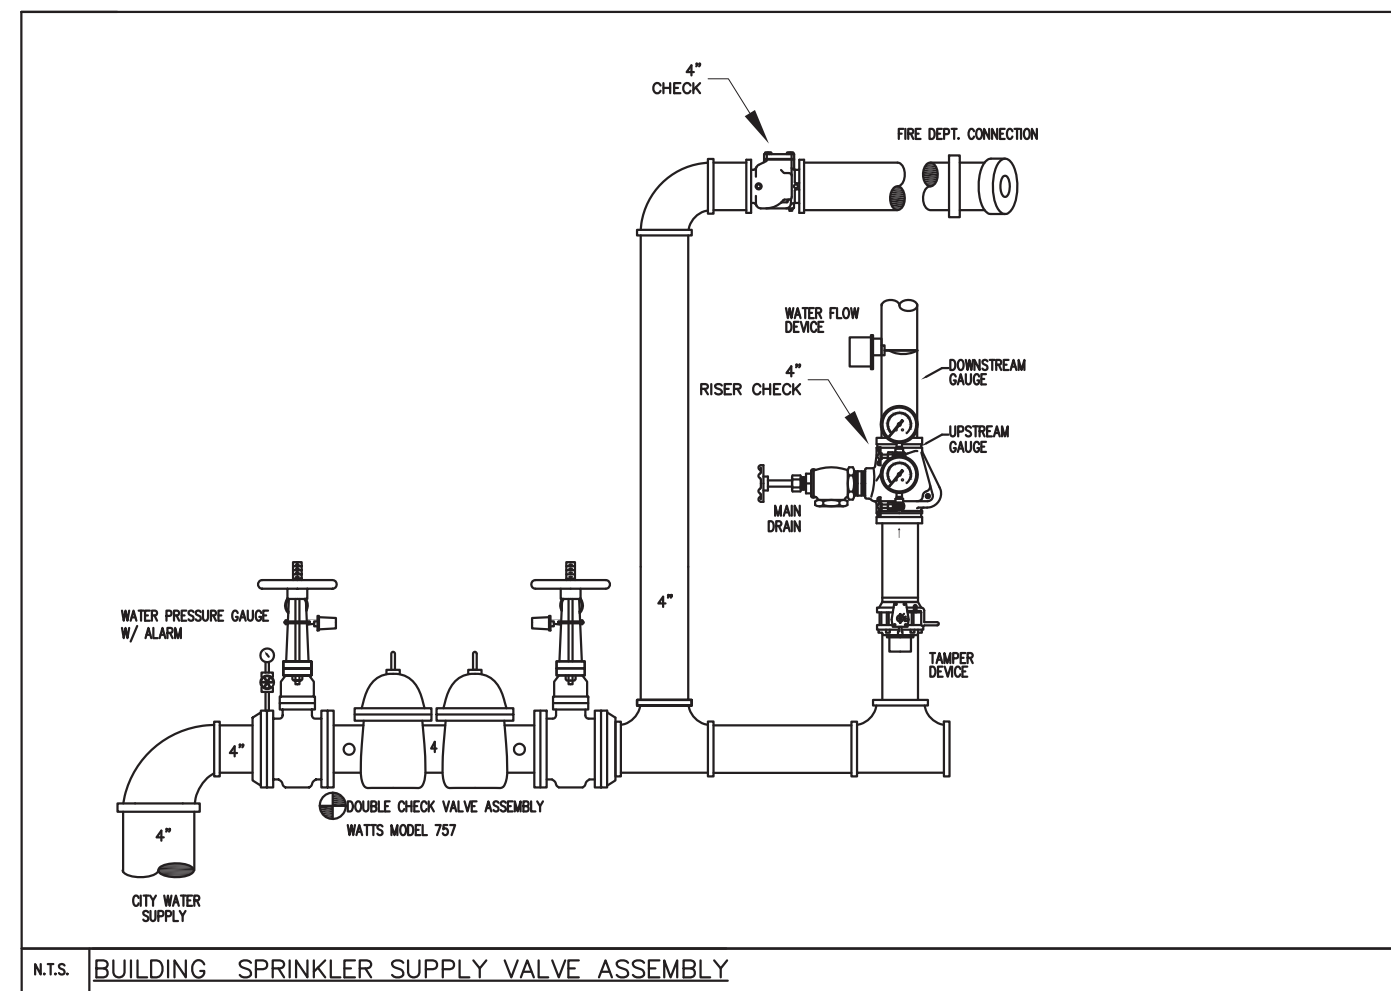 4"
CHECK
FIRE DEPT. CONNECTION
WATER FLOW
DEVICE
DOWNSTREAM
GAUGE
4"
RISER CHECK
UPSTREAM
GAUGE
MAIN
DRAIN
4"
WATER PRESSURE GAUGE
W/ ALARM
TAMPER
DEVICE
4"
4
DOUBLE CHECK VALVE ASSEMBLY
WATTS MODEL 757
4"
CITY WATER
SUPPLY
N.T.S.
BUILDING SPRINKLER SUPPLY VALVE ASSEMBLY